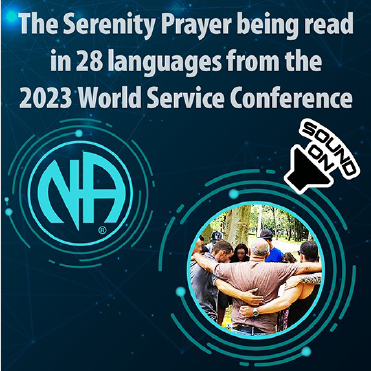 The Serenity Prayer being read
in 28 languages from the
2023 World Service Conference
SOUND
ON
NA
®